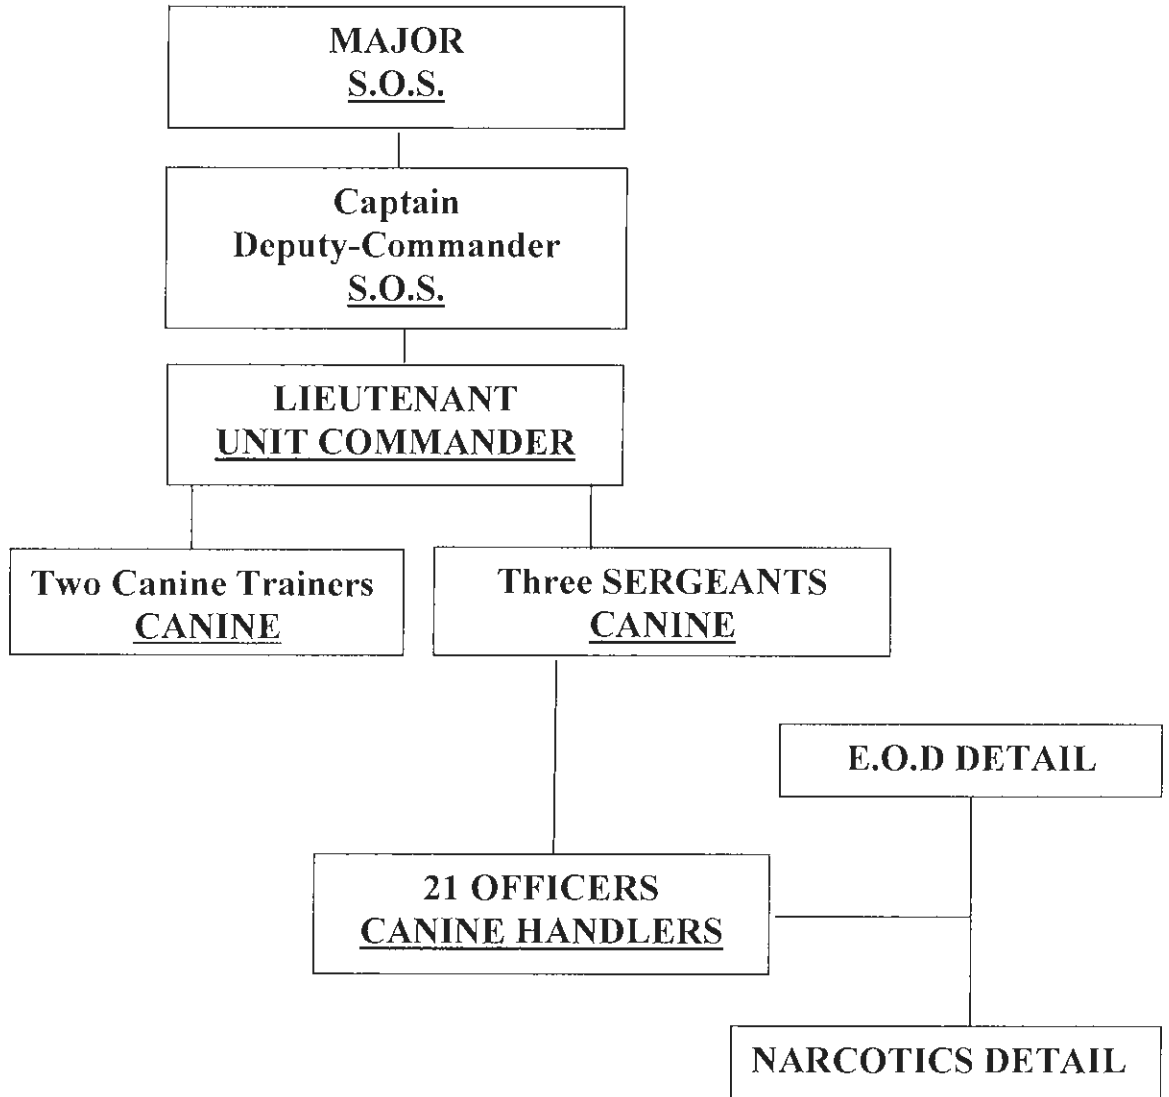 MAJOR
S.O.S.
Captain
Deputy-Commander
S.O.S.
LIEUTENANT
UNIT COMMANDER
Two Canine Trainers
CANINE
Three SERGEANTS
CANINE
E.O.D DETAIL
21 OFFICERS
CANINE HANDLERS
NARCOTICS DETAIL